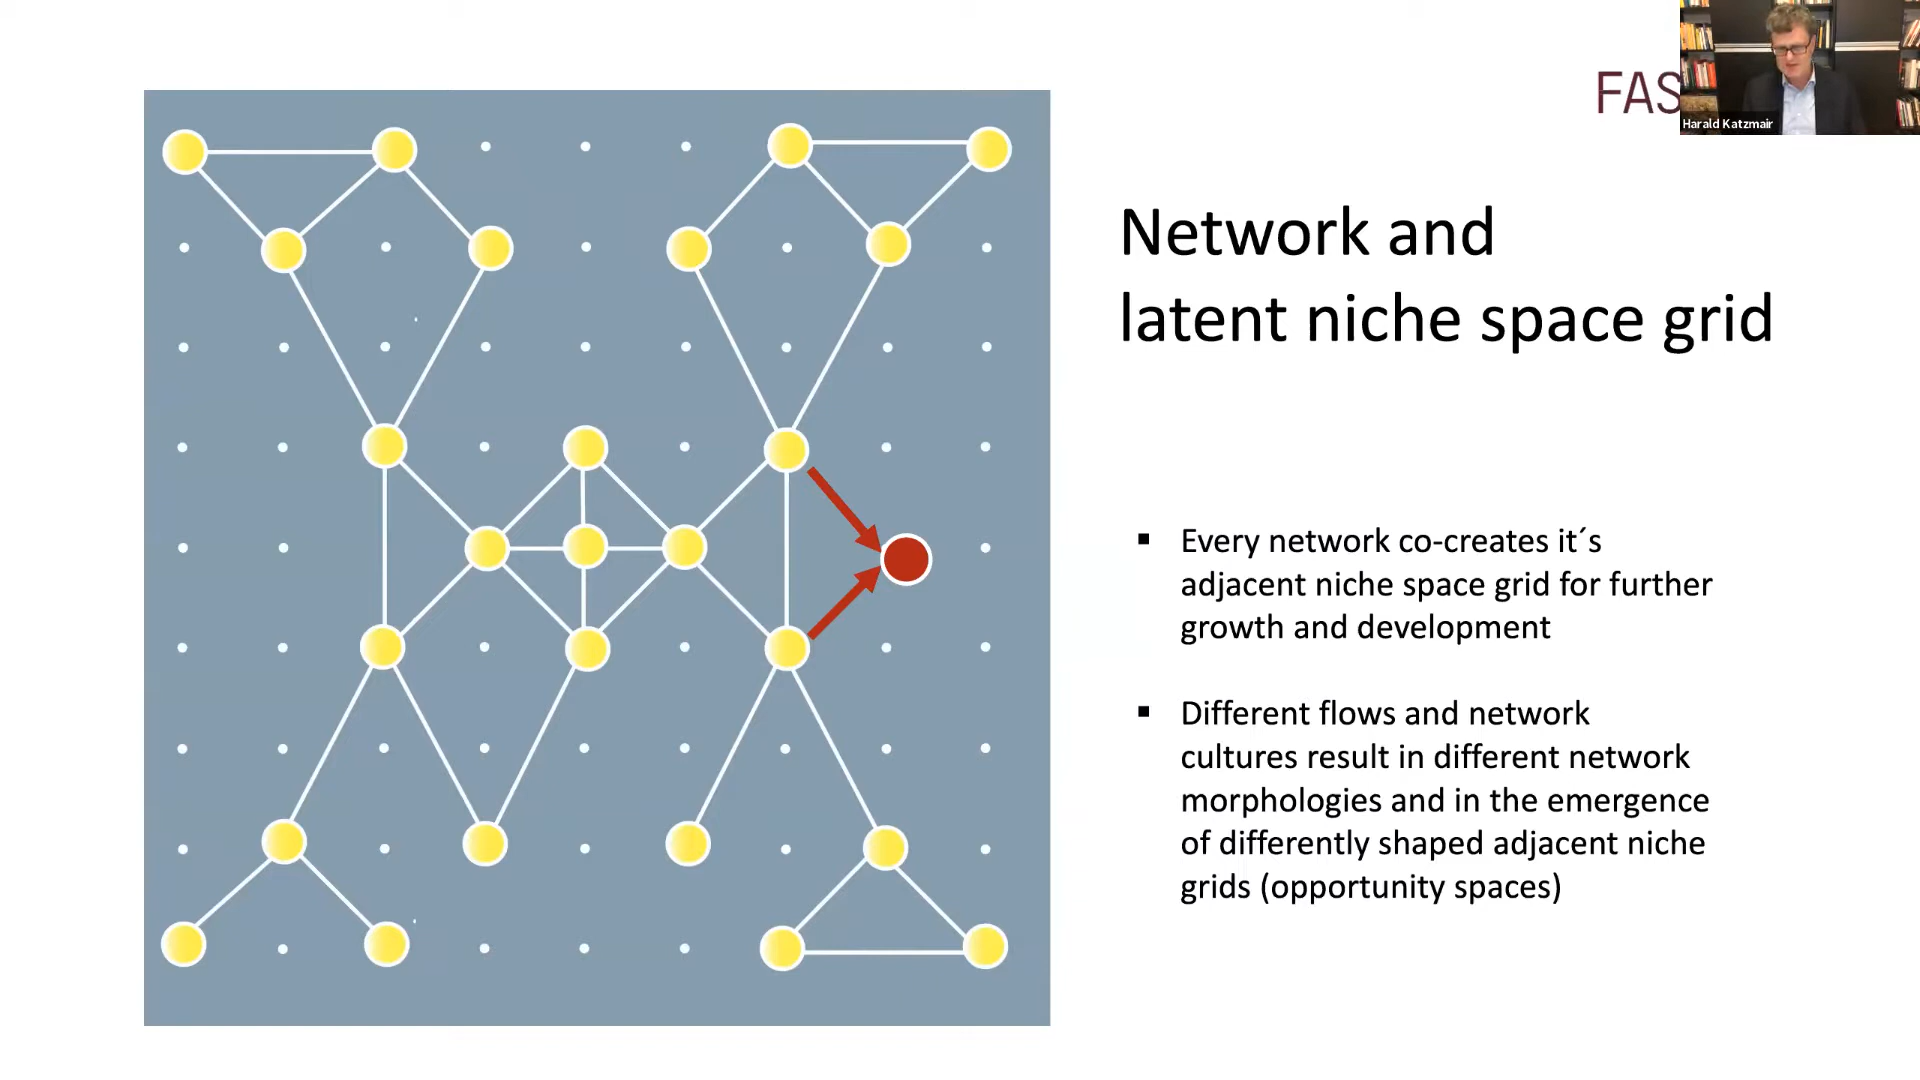 FAS
Harald Katzmair
Network and
latent niche space grid
▪ Every network co-creates it´s
adjacent niche space grid for further
growth and development
▪ Different flows and network
cultures result in different network
morphologies and in the emergence
of differently shaped adjacent niche
grids (opportunity spaces)